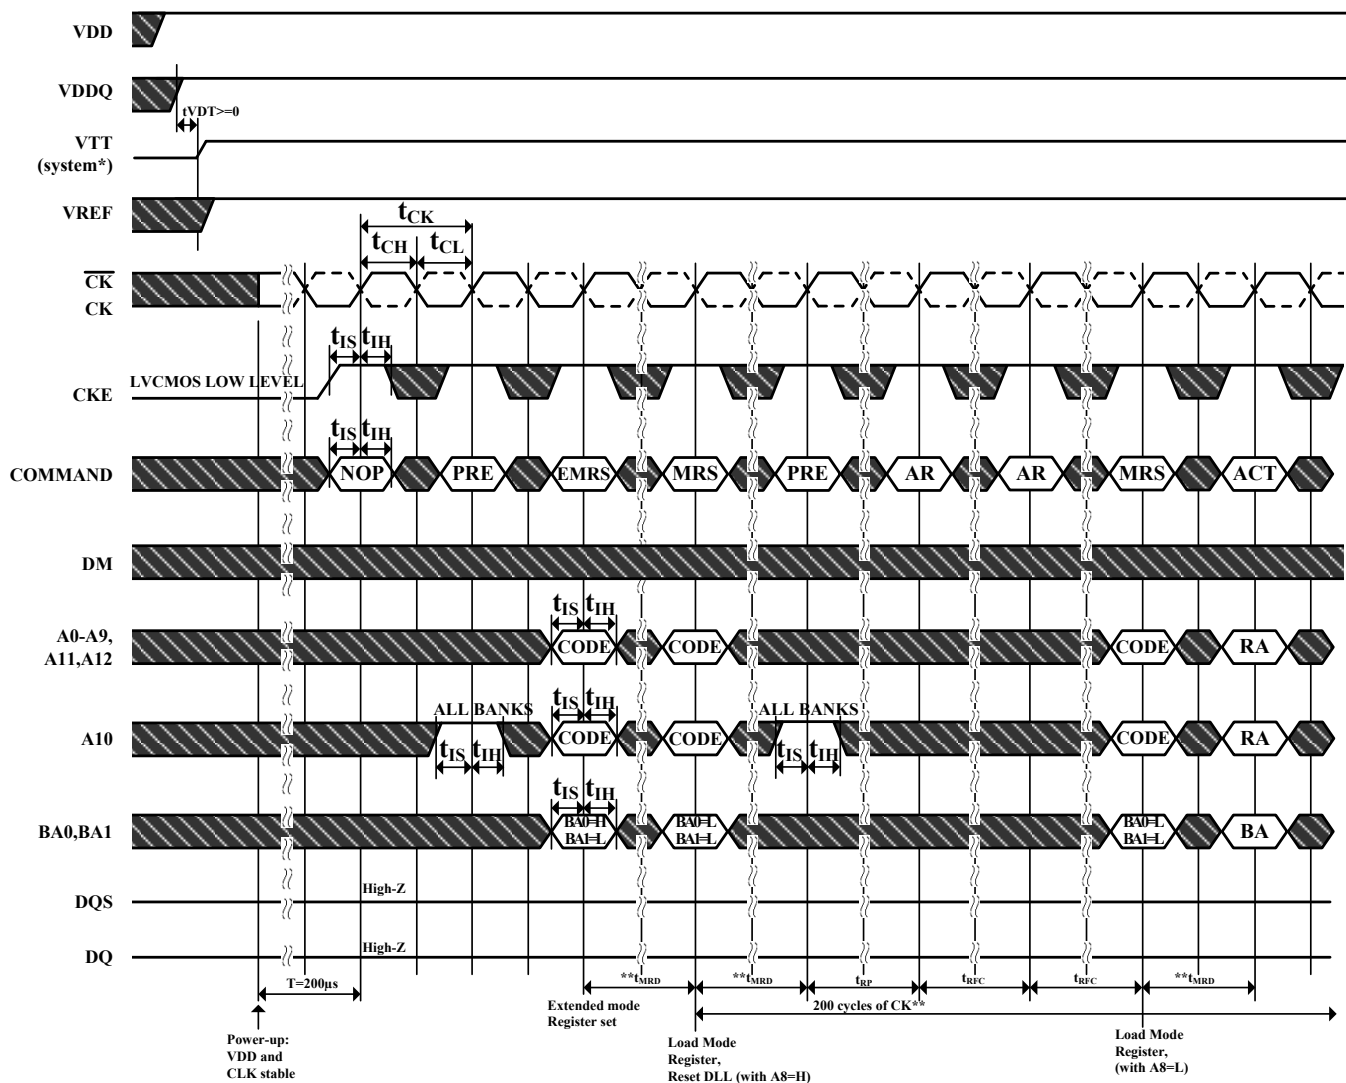 VDD
VDDQ
tVDT>=0
VTT
(system*)
VREF
tCK
tCH tCL
CK
CK
tIS tIH
LVCMOS LOW LEVEL
CKE
tIS tIH
COMMAND NOP PRE EMRS MRS PRE AR AR MRS ACT
DM
tIS tIH
A0-A9,
A11,A12
CODE CODE CODE RA
ALL BANKS tIS tIH ALL BANKS
A10 CODE CODE CODE RA
tIS tIH tIS tIH
tIS tIH
BA0,BA1
BA0=H BA0=L BA0=L
BA1=L BA1=L BA1=L
BA
High-Z
DQS
High-Z
DQ
T=200µs **tMRD **tMRD tRP tRFC tRFC **tMRD
200 cycles of CK**
Extended mode
Register set
Power-up:
VDD and
CLK stable
Load Mode
Register,
Reset DLL (with A8=H)
Load Mode
Register,
(with A8=L)